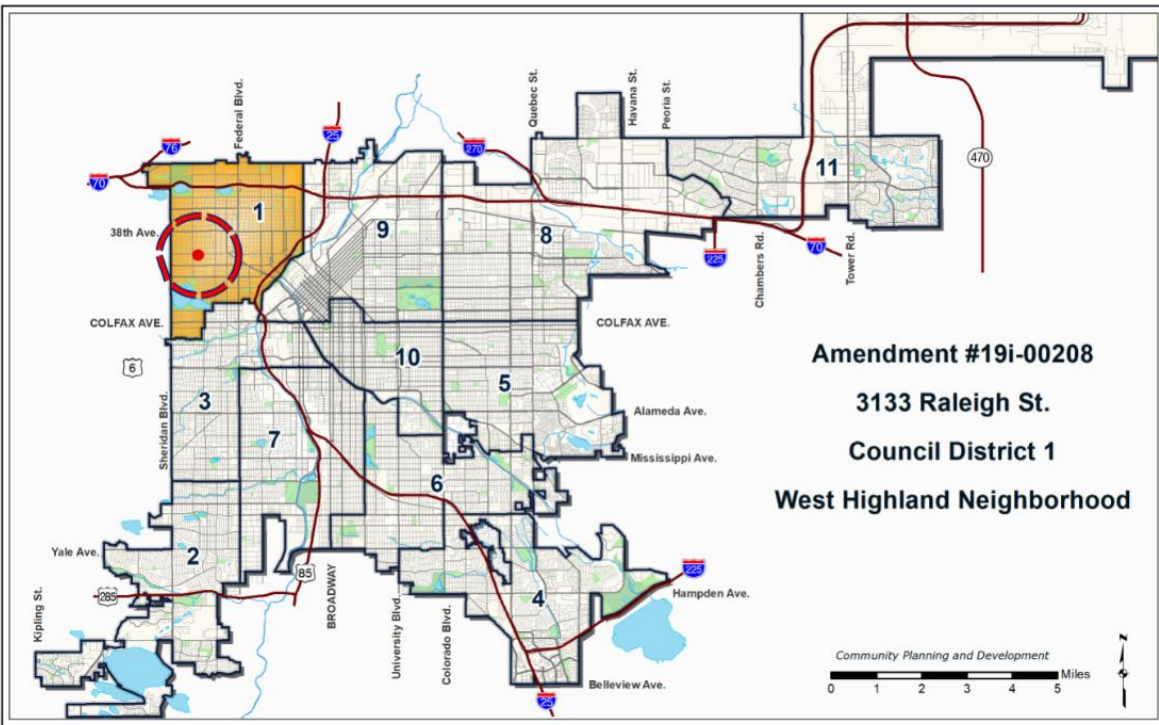 Federal Blvd.
Quebec St.
Havana St.
Peoria St.
76
25
270
70
470
1
11
38th Ave.
9
8
Chambers Rd.
Tower Rd.
225
70
COLFAX AVE.
COLFAX AVE.
6
10
5
Amendment #19i-00208
3133 Raleigh St.
Council District 1
West Highland Neighborhood
3
Sheridan Blvd.
7
Alameda Ave.
Mississippi Ave.
6
Yale Ave.
2
85
285
Kipling St.
BROADWAY
University Blvd.
Colorado Blvd.
4
225
Hampden Ave.
25
Belleview Ave.
Community Planning and Development
0 1 2 3 4 5 Miles
N